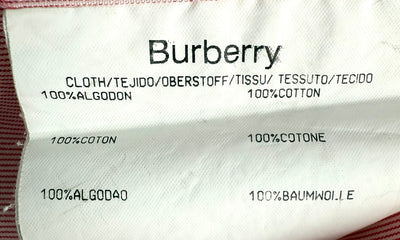 Burberry
CLOTH/TEJIDO/OBERSTOFF/TISSU/ TESSUTO/TECIDO
100%ALGODON 100%COTTON
100%COTON 100%COTONE
100%ALGODAO 100%BAUMWOLLE